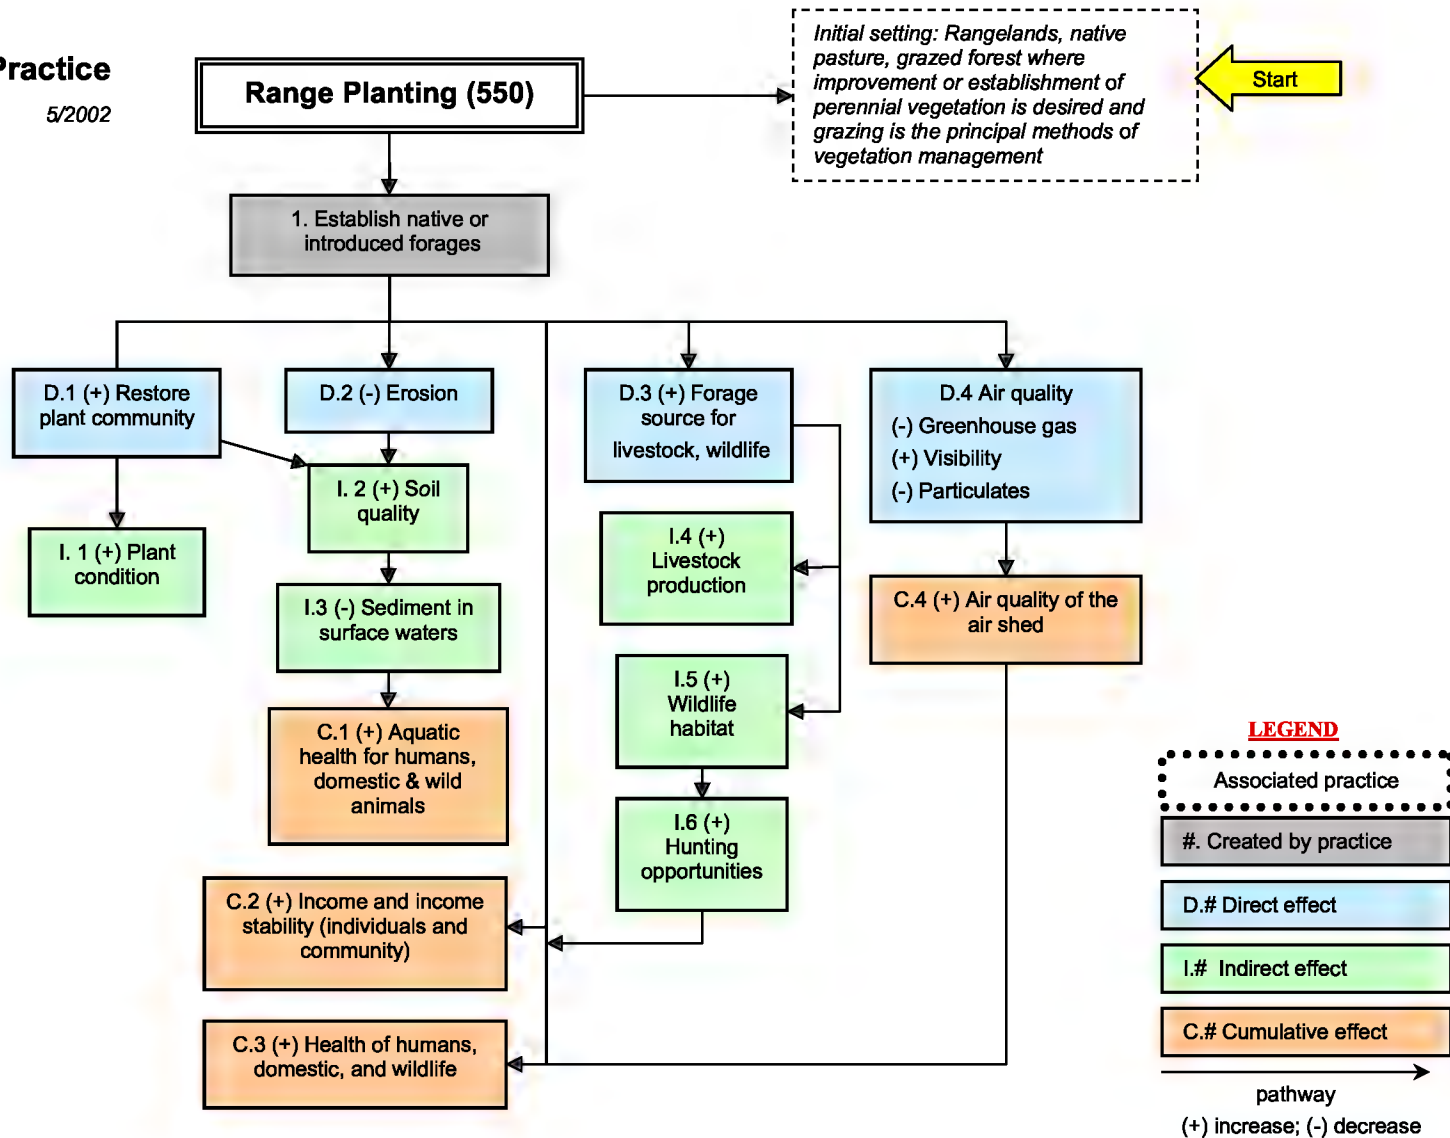 Practice
5/2002
Range Planting (550)
Initial setting: Rangelands, native
pasture, grazed forest where
improvement or establishment of
perennial vegetation is desired and
grazing is the principal methods of
vegetation management
Start
1. Establish native or
introduced forages
D.1 (+) Restore
plant community
D.2 (-) Erosion
D.3 (+) Forage
source for
livestock, wildlife
D.4 Air quality
(-) Greenhouse gas
(+) Visibility
(-) Particulates
I. 1 (+) Plant
condition
I. 2 (+) Soil
quality
I.3 (-) Sediment in
surface waters
I.4 (+)
Livestock
production
C.4 (+) Air quality of the
air shed
I.5 (+)
Wildlife
habitat
C.1 (+) Aquatic
health for humans,
domestic & wild
animals
I.6 (+)
Hunting
opportunities
C.2 (+) Income and income
stability (individuals and
community)
C.3 (+) Health of humans,
domestic, and wildlife
LEGEND
Associated practice
#. Created by practice
D.# Direct effect
I.# Indirect effect
C.# Cumulative effect
pathway
(+) increase; (-) decrease